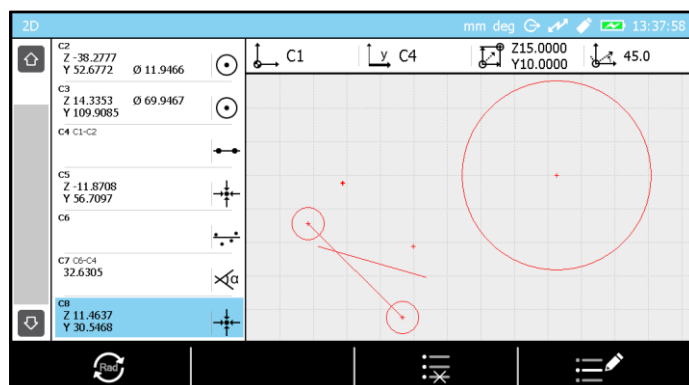 2D
mm deg 13:37:58
C1
y C4
Z15.0000
Y10.0000
45.0
C2
Z -38.2777
Y 52.6772 Ø 11.9466
C3
Z 14.3353 Ø 69.9467
Y 109.9085
C4 C1-C2
C5
Z -11.8708
Y 56.7097
C6
C7 C6-C4
32.6305
α
C8
Z 11.4637
Y 30.5468
Rad